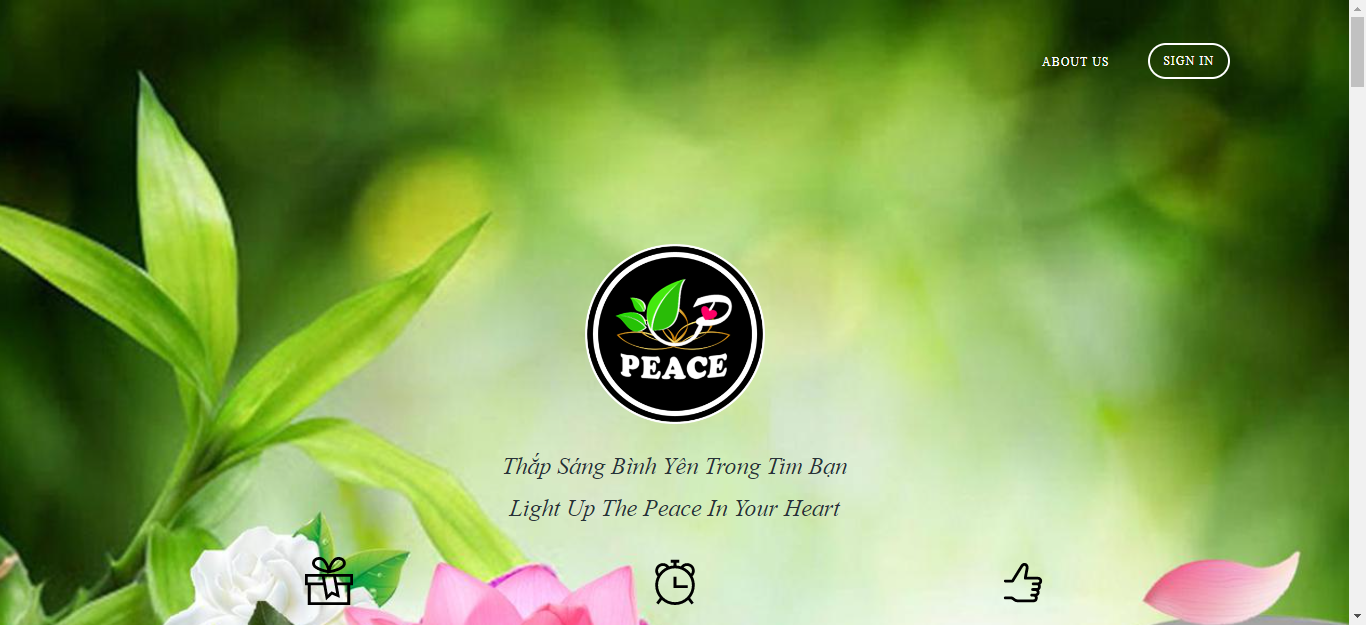 ABOUT US
SIGN IN
PEACE
Thắp Sáng Bình Yên Trong Tim Bạn
Light Up The Peace In Your Heart